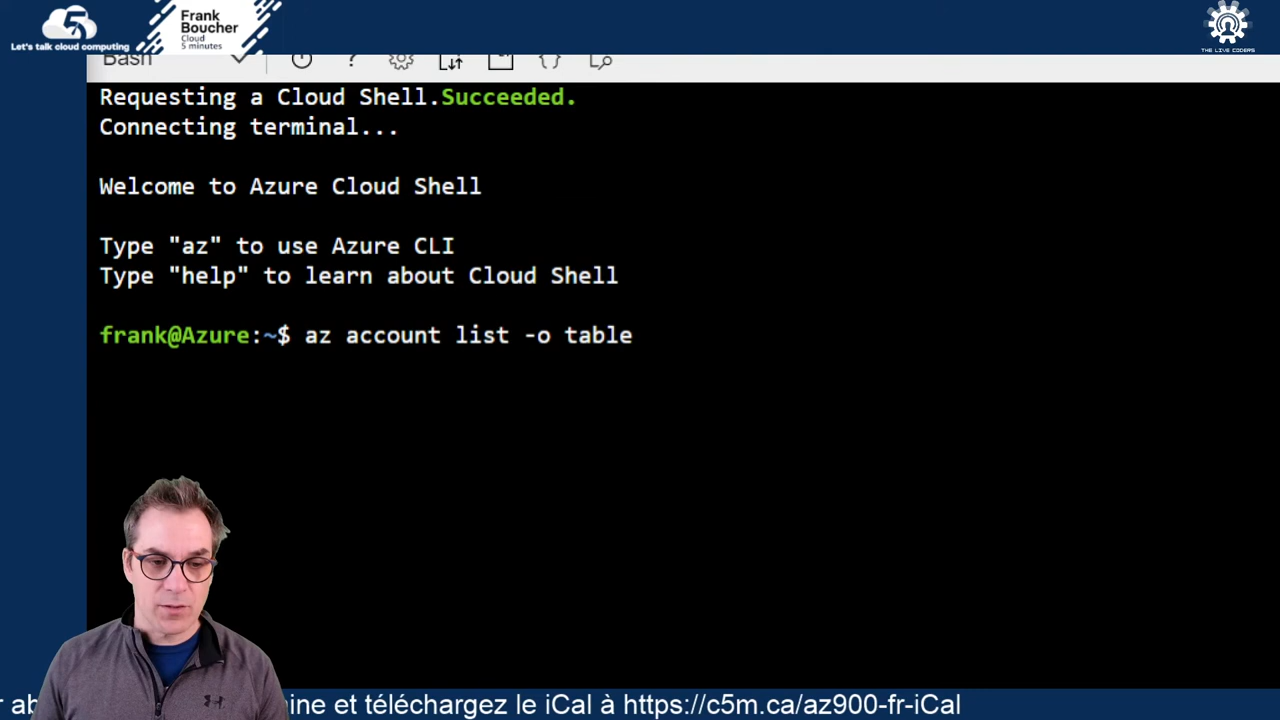 Let's talk cloud computing
5
Frank
Boucher
Cloud
5 minutes
THE LIVE CODERS
Bash
Requesting a Cloud Shell.Succeeded.
Connecting terminal...
Welcome to Azure Cloud Shell
Type "az" to use Azure CLI
Type "help" to learn about Cloud Shell
frank@Azure:~$ az account list -o table
et téléchargez le iCal à https://c5m.ca/az900-fr-iCal